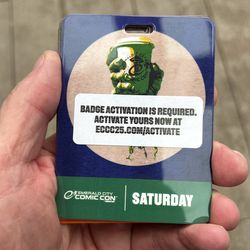 BADGE ACTIVATION IS REQUIRED.
ACTIVATE YOURS NOW AT
ECCC25.COM/ACTIVATE
EMERALD CITY
COMIC CON
SATURDAY